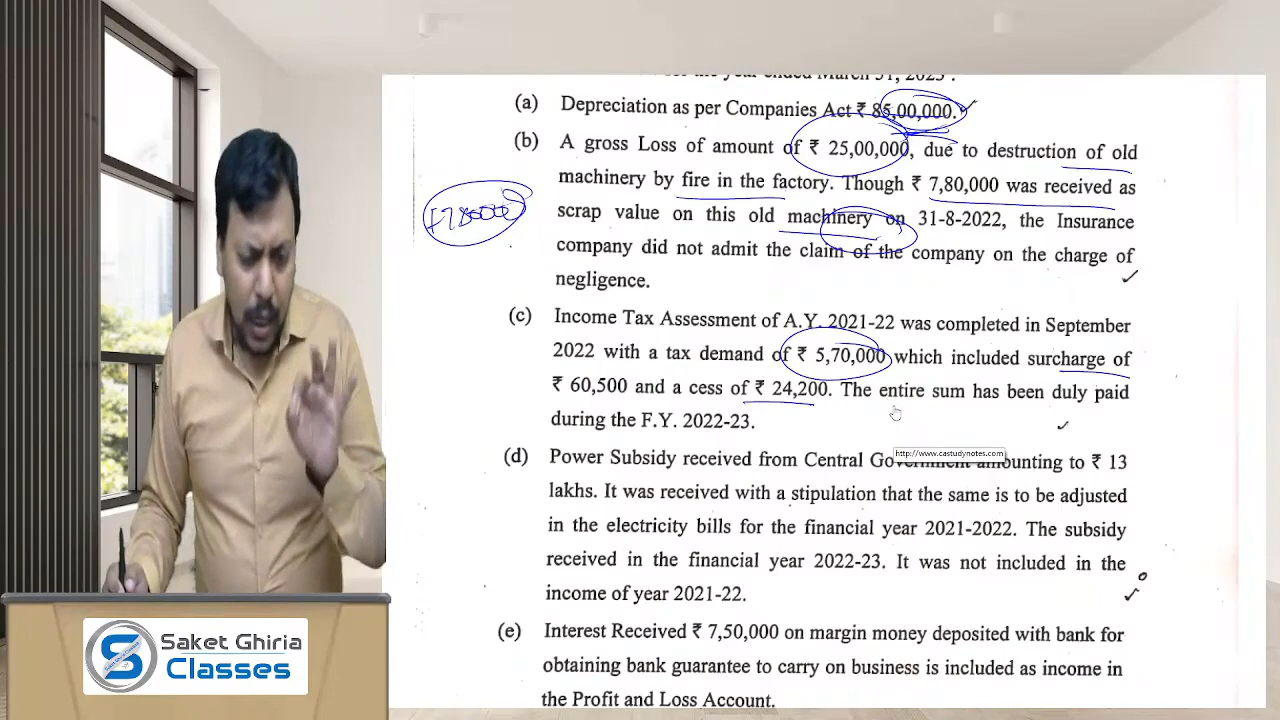 (a) Depreciation as per Companies Act ₹ 85,00,000.
(b) A gross Loss of amount of ₹ 25,00,000, due to destruction of old
machinery by fire in the factory. Though ₹ 7,80,000 was received as
scrap value on this old machinery on 31-8-2022, the Insurance
company did not admit the claim of the company on the charge of
negligence.
(c) Income Tax Assessment of A.Y. 2021-22 was completed in September
2022 with a tax demand of ₹ 5,70,000 which included surcharge of
₹ 60,500 and a cess of ₹ 24,200. The entire sum has been duly paid
during the F.Y. 2022-23.
http://www.castudynotes.com
(d) Power Subsidy received from Central Government amounting to ₹ 13
lakhs. It was received with a stipulation that the same is to be adjusted
in the electricity bills for the financial year 2021-2022. The subsidy
received in the financial year 2022-23. It was not included in the
income of year 2021-22.
(e) Interest Received ₹ 7,50,000 on margin money deposited with bank for
obtaining bank guarantee to carry on business is included as income in
the Profit and Loss Account.
Saket Ghiria
Classes